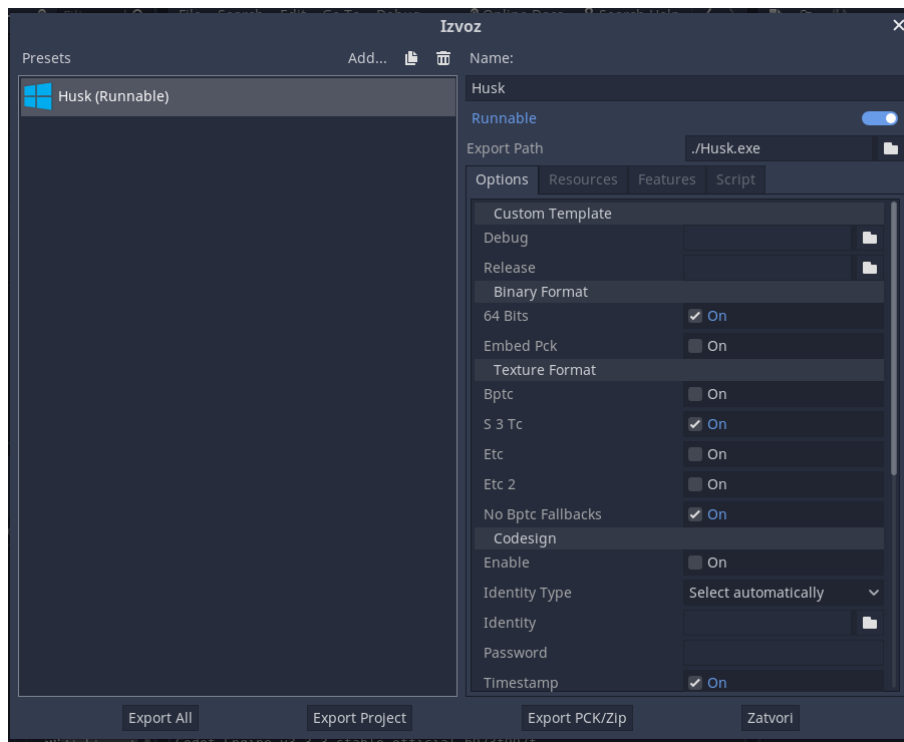 Izvoz
Presets Add...
Husk (Runnable)
Name:
Husk
Runnable
Export Path ./Husk.exe
Options Resources Features Script
Custom Template
Debug
Release
Binary Format
64 Bits On
Embed Pck On
Texture Format
Bptc On
S 3 Tc On
Etc On
Etc 2 On
No Bptc Fallbacks On
Codesign
Enable On
Identity Type Select automatically
Identity
Password
Timestamp On
Export All Export Project Export PCK/Zip Zatvori